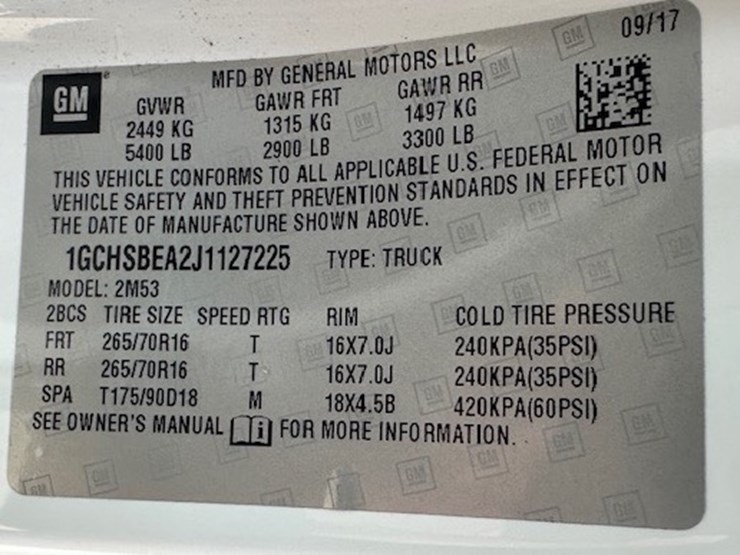 09/17
GM
MFD BY GENERAL MOTORS LLC
GVWR GAWR FRT GAWR RR
2449 KG 1315 KG 1497 KG
5400 LB 2900 LB 3300 LB
THIS VEHICLE CONFORMS TO ALL APPLICABLE U.S. FEDERAL MOTOR
VEHICLE SAFETY AND THEFT PREVENTION STANDARDS IN EFFECT ON
THE DATE OF MANUFACTURE SHOWN ABOVE.
1GCHSBEA2J1127225 TYPE: TRUCK
MODEL: 2M53
2BCS TIRE SIZE SPEED RTG RIM COLD TIRE PRESSURE
FRT 265/70R16 T 16X7.0J 240KPA(35PSI)
RR 265/70R16 T 16X7.0J 240KPA(35PSI)
SPA T175/90D18 M 18X4.5B 420KPA(60PSI)
SEE OWNER'S MANUAL i FOR MORE INFORMATION.